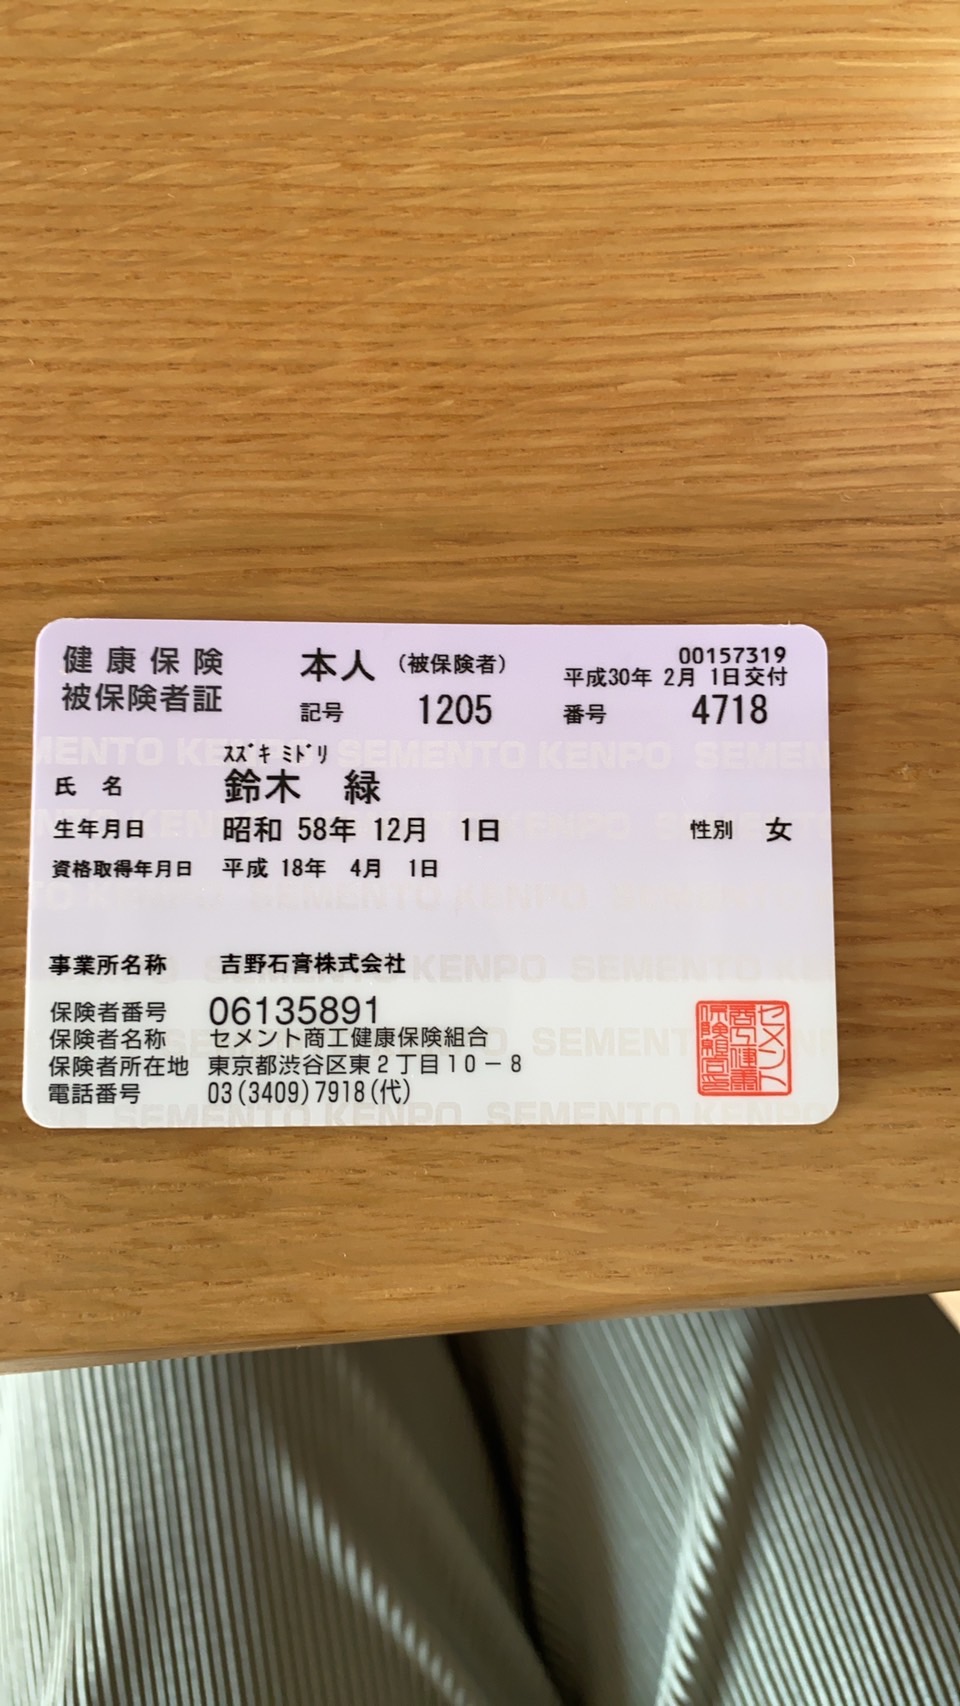 健康保険 本人 (被保険者) 00157319
被保険者証 平成30年 2月 1日交付
記号 1205 番号 4718
ｽｽﾞｷ ﾐﾄﾞﾘ
氏 名 鈴木 緑
生年月日 昭和 58年 12月 1日 性別 女
資格取得年月日 平成 18年 4月 1日
事業所名称 吉野石膏株式会社
保険者番号 06135891
保険者名称 セメント商工健康保険組合
保険者所在地 東京都渋谷区東２丁目１０－８
電話番号 03(3409)7918(代)
SEMENTO KENPO